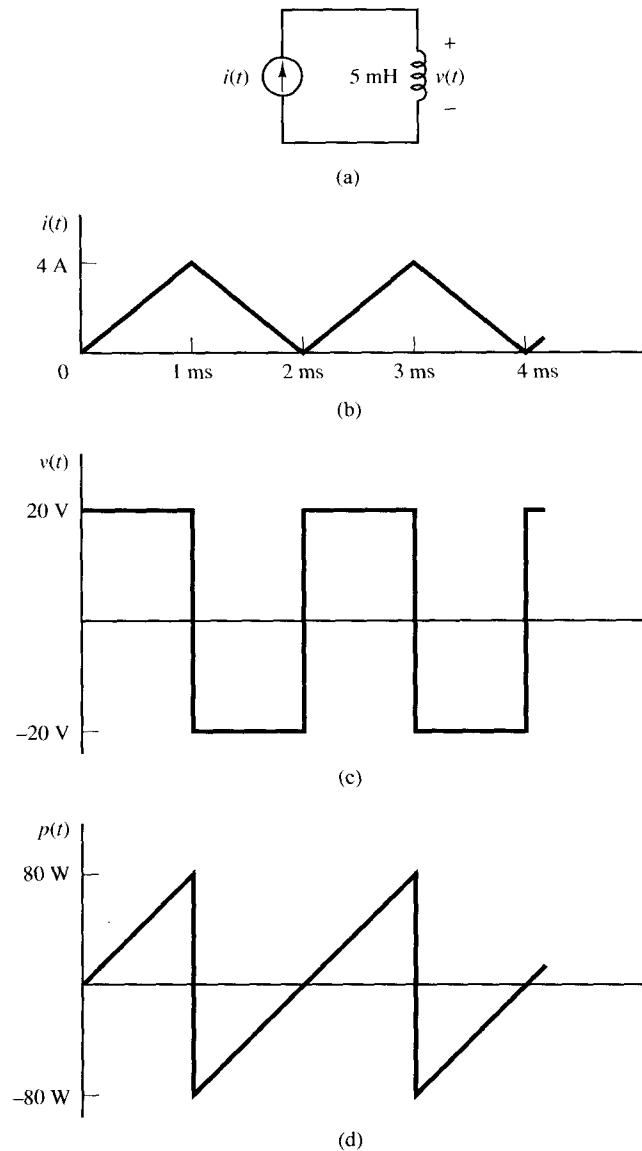 +
i(t) 5 mH v(t)
−
(a)
i(t)
4 A
0 1 ms 2 ms 3 ms 4 ms
(b)
v(t)
20 V
−20 V
(c)
p(t)
80 W
−80 W
(d)